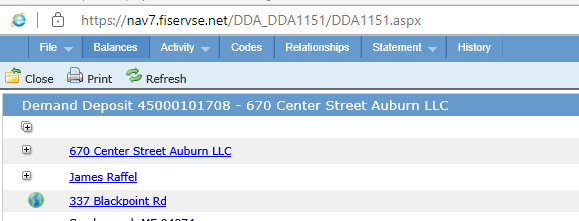 https://nav7.fiservse.net/DDA_DDA1151/DDA1151.aspx
File Balances Activity Codes Relationships Statement History
Close Print Refresh
Demand Deposit 45000101708 - 670 Center Street Auburn LLC
670 Center Street Auburn LLC
James Raffel
337 Blackpoint Rd